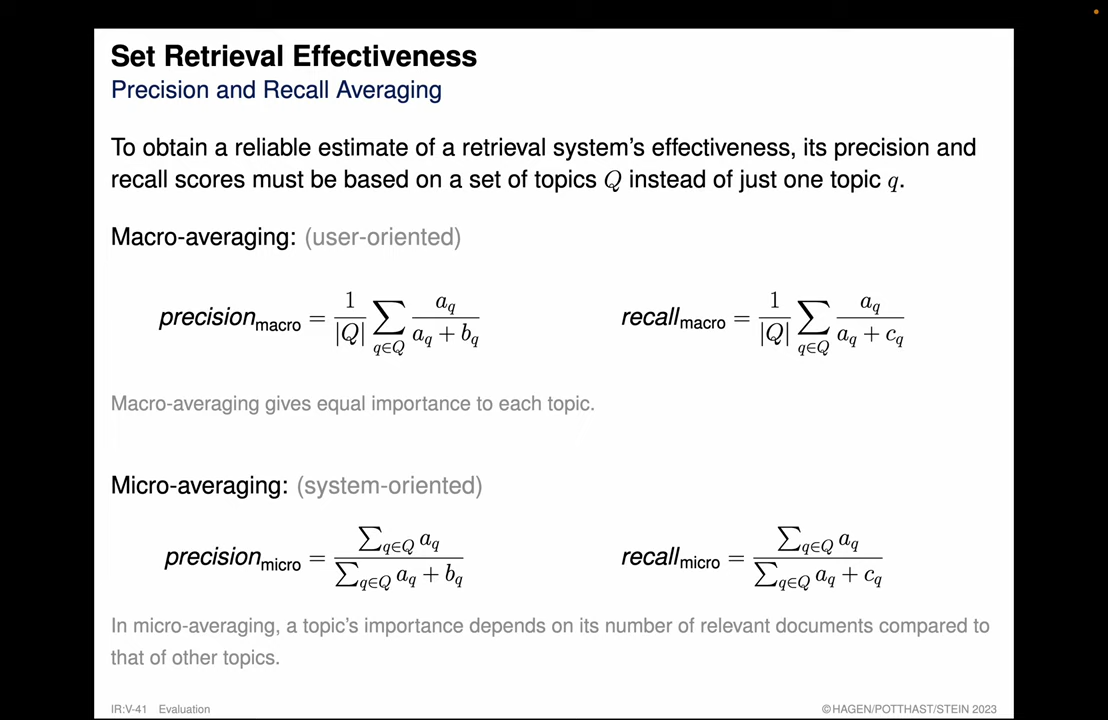 Set Retrieval Effectiveness
Precision and Recall Averaging
To obtain a reliable estimate of a retrieval system's effectiveness, its precision and
recall scores must be based on a set of topics Q instead of just one topic q.
Macro-averaging: (user-oriented)
precision_macro = 1/|Q| ∑_{q∈Q} a_q/(a_q + b_q)    recall_macro = 1/|Q| ∑_{q∈Q} a_q/(a_q + c_q)
Macro-averaging gives equal importance to each topic.
Micro-averaging: (system-oriented)
precision_micro = (∑_{q∈Q} a_q)/(∑_{q∈Q} a_q + b_q)    recall_micro = (∑_{q∈Q} a_q)/(∑_{q∈Q} a_q + c_q)
In micro-averaging, a topic's importance depends on its number of relevant documents compared to
that of other topics.
IR:V-41 Evaluation ©HAGEN/POTTHAST/STEIN 2023